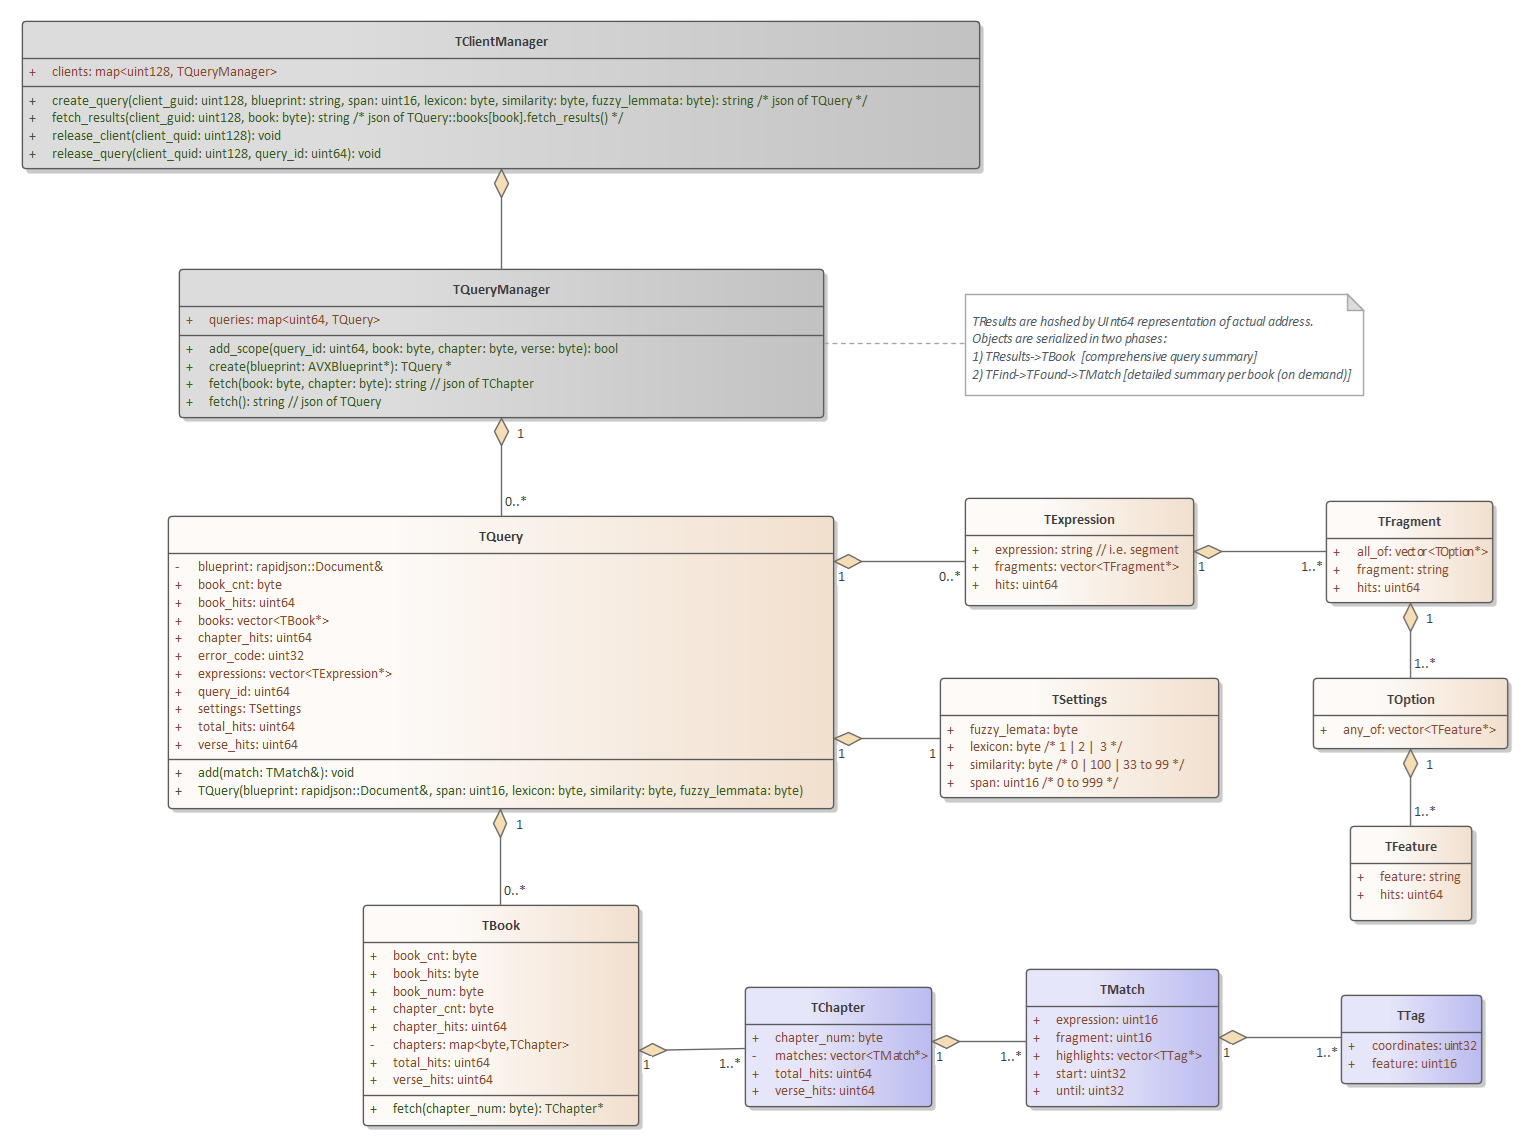 TClientManager
+ clients: map<uint128, TQueryManager>
+ create_query(client_guid: uint128, blueprint: string, span: uint16, lexicon: byte, similarity: byte, fuzzy_lemmata: byte): string /* json of TQuery */
+ fetch_results(client_guid: uint128, book: byte): string /* json of TQuery::books[book].fetch_results() */
+ release_client(client_quid: uint128): void
+ release_query(client_quid: uint128, query_id: uint64): void
TQueryManager
+ queries: map<uint64, TQuery>
+ add_scope(query_id: uint64, book: byte, chapter: byte, verse: byte): bool
+ create(blueprint: AVXBlueprint*): TQuery *
+ fetch(book: byte, chapter: byte): string // json of TChapter
+ fetch(): string // json of TQuery
TResults are hashed by UInt64 representation of actual address.
Objects are serialized in two phases:
1) TResults->TBook [comprehensive query summary]
2) TFind->TFound->TMatch [detailed summary per book (on demand)]
1
0..*
TQuery
- blueprint: rapidjson::Document&
+ book_cnt: byte
+ book_hits: uint64
+ books: vector<TBook*>
+ chapter_hits: uint64
+ error_code: uint32
+ expressions: vector<TExpression*>
+ query_id: uint64
+ settings: TSettings
+ total_hits: uint64
+ verse_hits: uint64
+ add(match: TMatch&): void
+ TQuery(blueprint: rapidjson::Document&, span: uint16, lexicon: byte, similarity: byte, fuzzy_lemmata: byte)
1
0..*
TExpression
+ expression: string // i.e. segment
+ fragments: vector<TFragment*>
+ hits: uint64
1
1..*
TFragment
+ all_of: vector<TOption*>
+ fragment: string
+ hits: uint64
1
1..*
TOption
+ any_of: vector<TFeature*>
1
1..*
TFeature
+ feature: string
+ hits: uint64
1
1
TSettings
+ fuzzy_lemata: byte
+ lexicon: byte /* 1 | 2 | 3 */
+ similarity: byte /* 0 | 100 | 33 to 99 */
+ span: uint16 /* 0 to 999 */
1
0..*
TBook
+ book_cnt: byte
+ book_hits: byte
+ book_num: byte
+ chapter_cnt: byte
+ chapter_hits: uint64
- chapters: map<byte,TChapter>
+ total_hits: uint64
+ verse_hits: uint64
+ fetch(chapter_num: byte): TChapter*
1
1..*
TChapter
+ chapter_num: byte
- matches: vector<TMatch*>
+ total_hits: uint64
+ verse_hits: uint64
1
1..*
TMatch
+ expression: uint16
+ fragment: uint16
+ highlights: vector<TTag*>
+ start: uint32
+ until: uint32
1
1..*
TTag
+ coordinates: uint32
+ feature: uint16